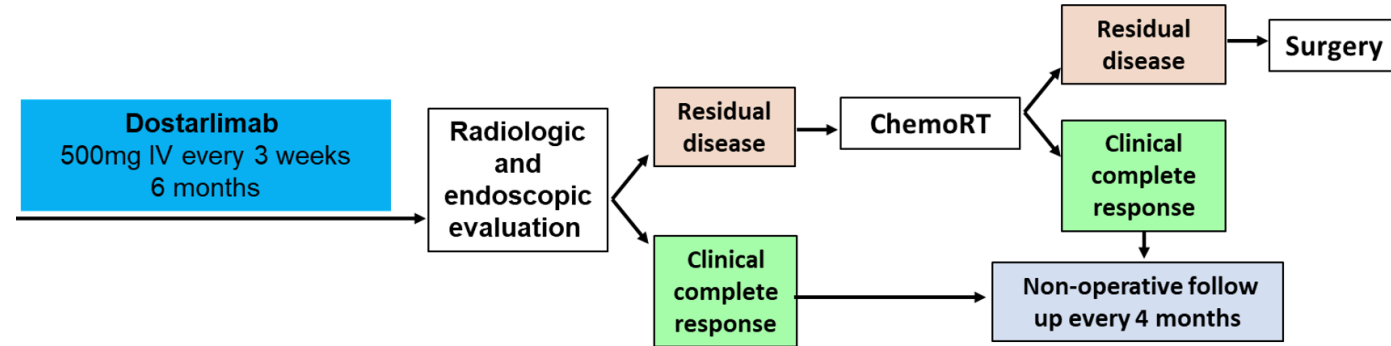 Dostarlimab
500mg IV every 3 weeks
6 months
Radiologic
and
endoscopic
evaluation
Residual
disease
ChemoRT
Residual
disease
Surgery
Clinical
complete
response
Clinical
complete
response
Non-operative follow
up every 4 months